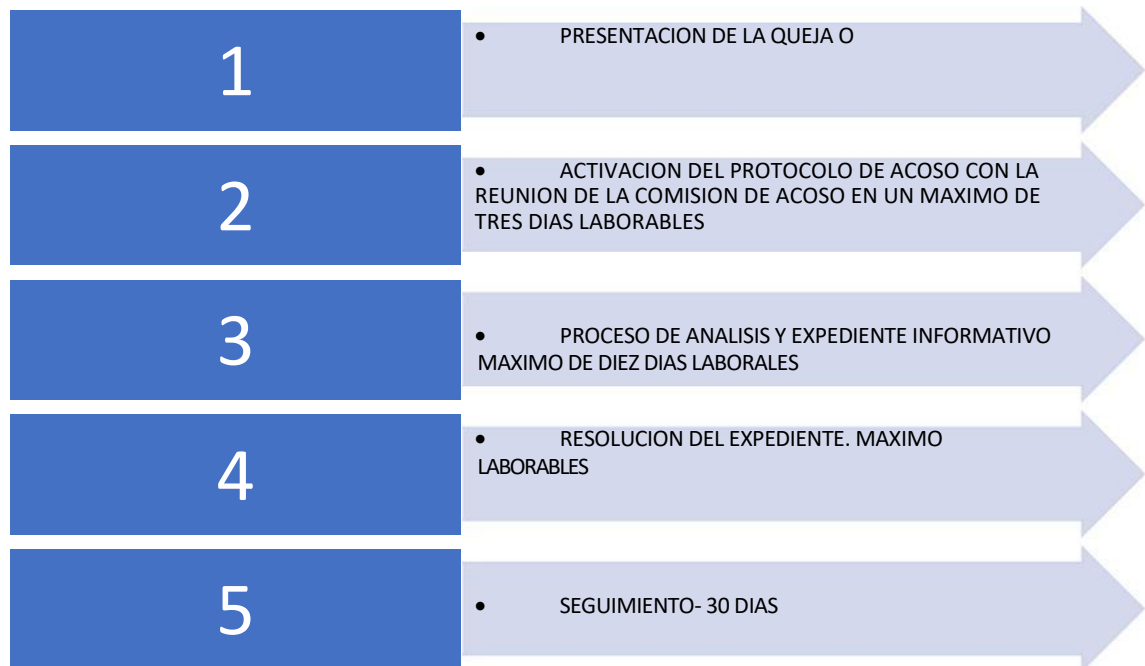 1
• PRESENTACION DE LA QUEJA O
2
• ACTIVACION DEL PROTOCOLO DE ACOSO CON LA
REUNION DE LA COMISION DE ACOSO EN UN MAXIMO DE
TRES DIAS LABORABLES
3
• PROCESO DE ANALISIS Y EXPEDIENTE INFORMATIVO
MAXIMO DE DIEZ DIAS LABORALES
4
• RESOLUCION DEL EXPEDIENTE. MAXIMO
LABORABLES
5
• SEGUIMIENTO- 30 DIAS